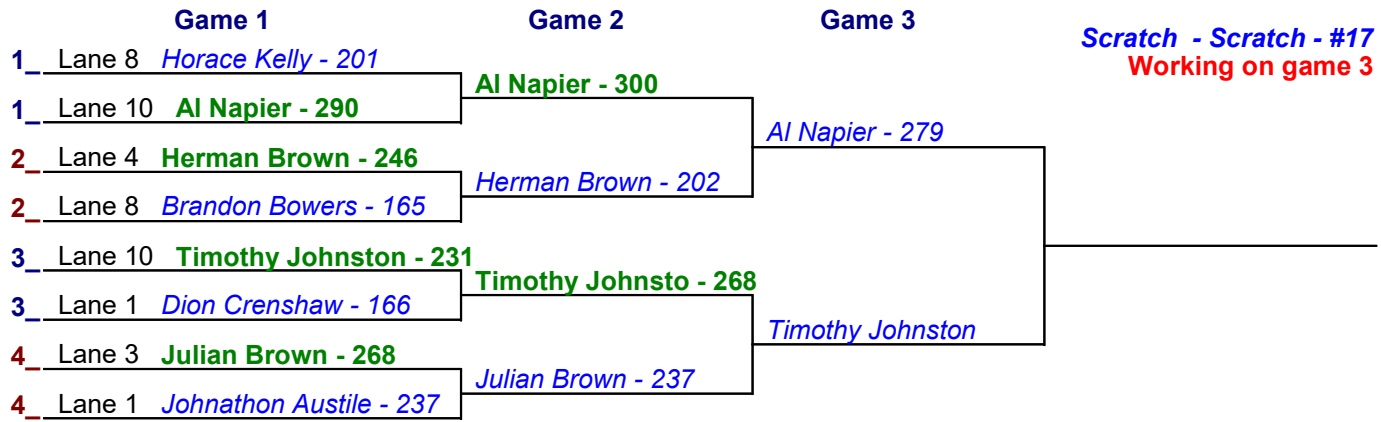 Game 1 Game 2 Game 3
Scratch - Scratch - #17
Working on game 3
1_ Lane 8 Horace Kelly - 201
Al Napier - 300
1_ Lane 10 Al Napier - 290
Al Napier - 279
2_ Lane 4 Herman Brown - 246
Herman Brown - 202
2_ Lane 8 Brandon Bowers - 165
3_ Lane 10 Timothy Johnston - 231
Timothy Johnsto - 268
3_ Lane 1 Dion Crenshaw - 166
Timothy Johnston
4_ Lane 3 Julian Brown - 268
Julian Brown - 237
4_ Lane 1 Johnathon Austile - 237